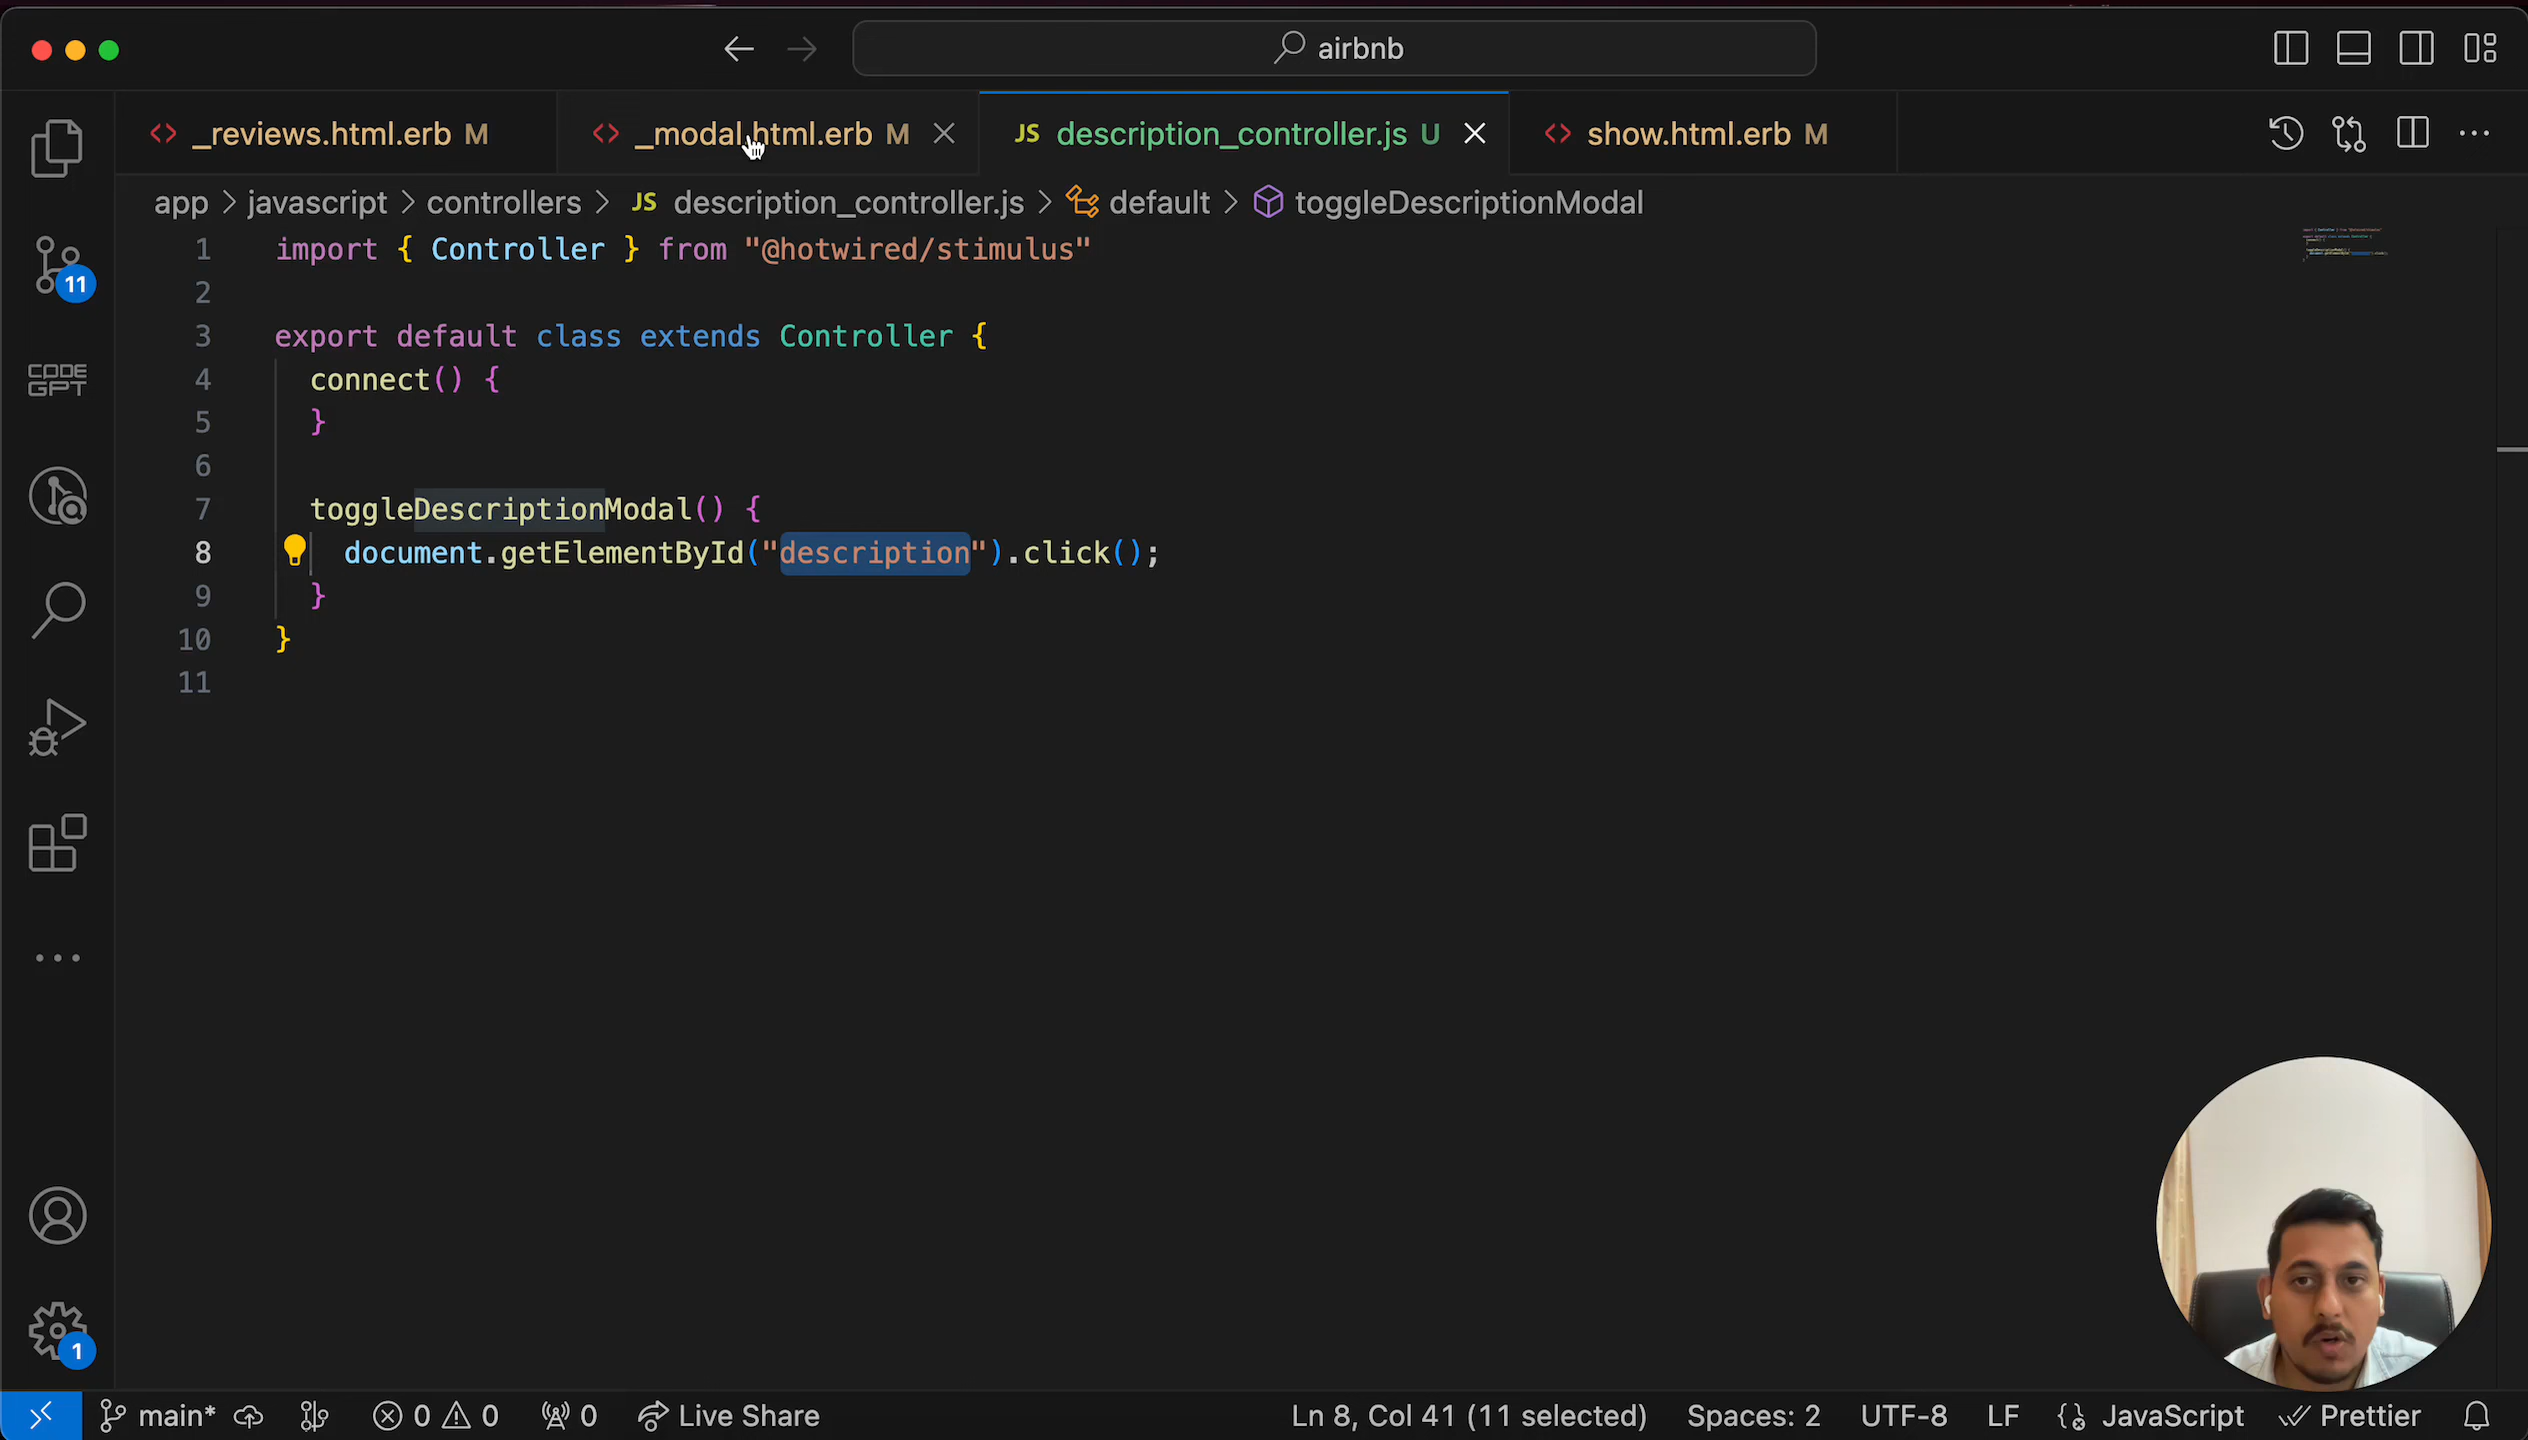 airbnb
_reviews.html.erb M
_modal.html.erb M
JS description_controller.js U
show.html.erb M
app > javascript > controllers > JS description_controller.js > default > toggleDescriptionModal
1 import { Controller } from "@hotwired/stimulus"
2
3 export default class extends Controller {
4 connect() {
5 }
6
7 toggleDescriptionModal() {
8 document.getElementById("description").click();
9 }
10 }
11
11
CODE
GPT
1
main*
0 0
0
Live Share
Ln 8, Col 41 (11 selected)
Spaces: 2
UTF-8
LF
JavaScript
Prettier